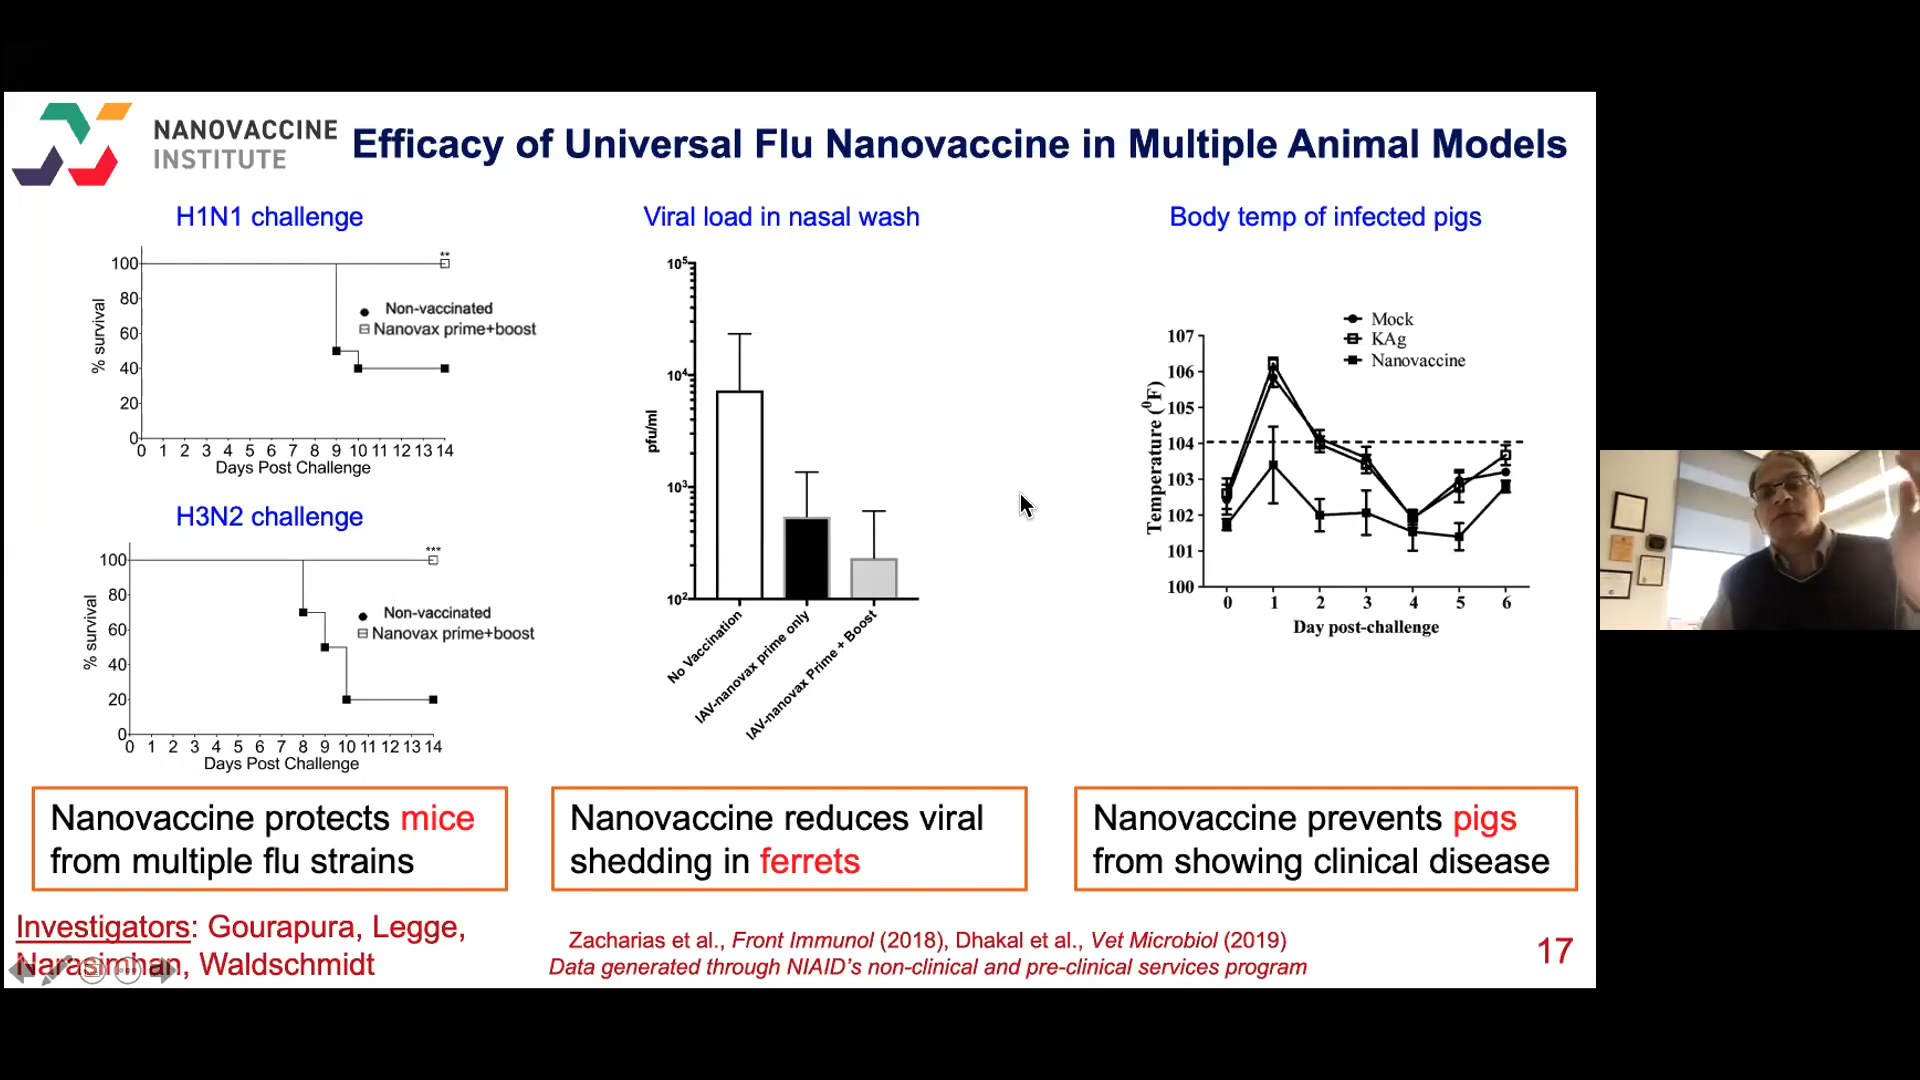 NANOVACCINE
INSTITUTE
Efficacy of Universal Flu Nanovaccine in Multiple Animal Models
H1N1 challenge
% survival
100
80
60
40
20
0
**
Non-vaccinated
Nanovax prime+boost
0 1 2 3 4 5 6 7 8 9 10 11 12 13 14
Days Post Challenge
H3N2 challenge
% survival
100
80
60
40
20
0
***
Non-vaccinated
Nanovax prime+boost
0 1 2 3 4 5 6 7 8 9 10 11 12 13 14
Days Post Challenge
Nanovaccine protects mice
from multiple flu strains
Viral load in nasal wash
pfu/ml
10⁵
10⁴
10³
10²
No Vaccination
IAV-nanovax prime only
IAV-nanovax Prime + Boost
Nanovaccine reduces viral
shedding in ferrets
Body temp of infected pigs
Mock
KAg
Nanovaccine
Temperature (⁰F)
107
106
105
104
103
102
101
100
0 1 2 3 4 5 6
Day post-challenge
Nanovaccine prevents pigs
from showing clinical disease
Investigators: Gourapura, Legge,
Narasimhan, Waldschmidt
Zacharias et al., Front Immunol (2018), Dhakal et al., Vet Microbiol (2019)
Data generated through NIAID's non-clinical and pre-clinical services program
17